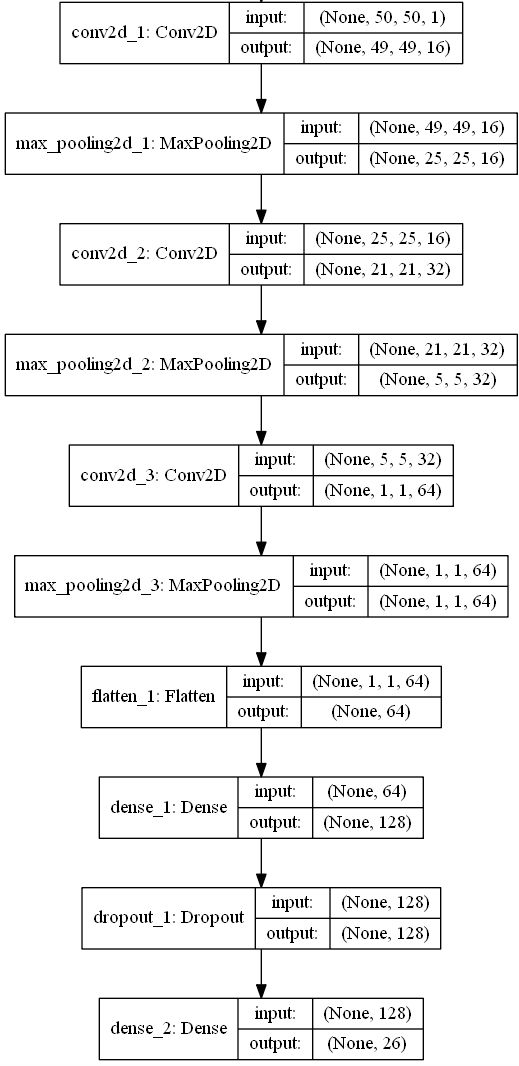 conv2d_1: Conv2D
input: (None, 50, 50, 1)
output: (None, 49, 49, 16)
max_pooling2d_1: MaxPooling2D
input: (None, 49, 49, 16)
output: (None, 25, 25, 16)
conv2d_2: Conv2D
input: (None, 25, 25, 16)
output: (None, 21, 21, 32)
max_pooling2d_2: MaxPooling2D
input: (None, 21, 21, 32)
output: (None, 5, 5, 32)
conv2d_3: Conv2D
input: (None, 5, 5, 32)
output: (None, 1, 1, 64)
max_pooling2d_3: MaxPooling2D
input: (None, 1, 1, 64)
output: (None, 1, 1, 64)
flatten_1: Flatten
input: (None, 1, 1, 64)
output: (None, 64)
dense_1: Dense
input: (None, 64)
output: (None, 128)
dropout_1: Dropout
input: (None, 128)
output: (None, 128)
dense_2: Dense
input: (None, 128)
output: (None, 26)